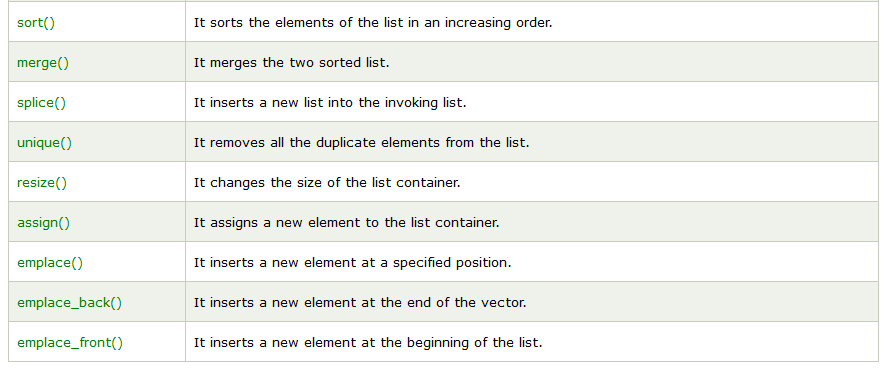 sort() It sorts the elements of the list in an increasing order.
merge() It merges the two sorted list.
splice() It inserts a new list into the invoking list.
unique() It removes all the duplicate elements from the list.
resize() It changes the size of the list container.
assign() It assigns a new element to the list container.
emplace() It inserts a new element at a specified position.
emplace_back() It inserts a new element at the end of the vector.
emplace_front() It inserts a new element at the beginning of the list.